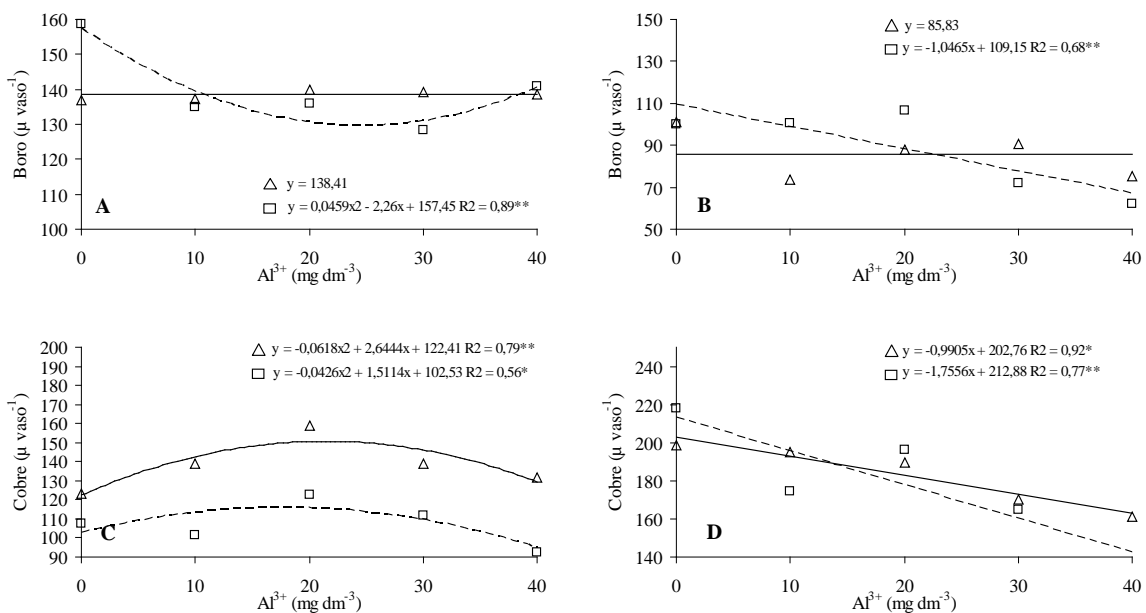 Boro (µ vaso-1)
160
150
140
130
120
110
100
△ y = 138,41
□ y = 0,0459x2 - 2,26x + 157,45 R2 = 0,89**
A
0 10 20 30 40
Al3+ (mg dm-3)
Boro (µ vaso-1)
150
130
110
90
70
50
△ y = 85,83
□ y = -1,0465x + 109,15 R2 = 0,68**
B
0 10 20 30 40
Al3+ (mg dm-3)
Cobre (µ vaso-1)
200
190
180
170
160
150
140
130
120
110
100
90
△ y = -0,0618x2 + 2,6444x + 122,41 R2 = 0,79**
□ y = -0,0426x2 + 1,5114x + 102,53 R2 = 0,56*
C
0 10 20 30 40
Al3+ (mg dm-3)
Cobre (µ vaso-1)
220
200
180
160
140
△ y = -0,9905x + 202,76 R2 = 0,92*
□ y = -1,7556x + 212,88 R2 = 0,77**
D
0 10 20 30 40
Al3+ (mg dm-3)